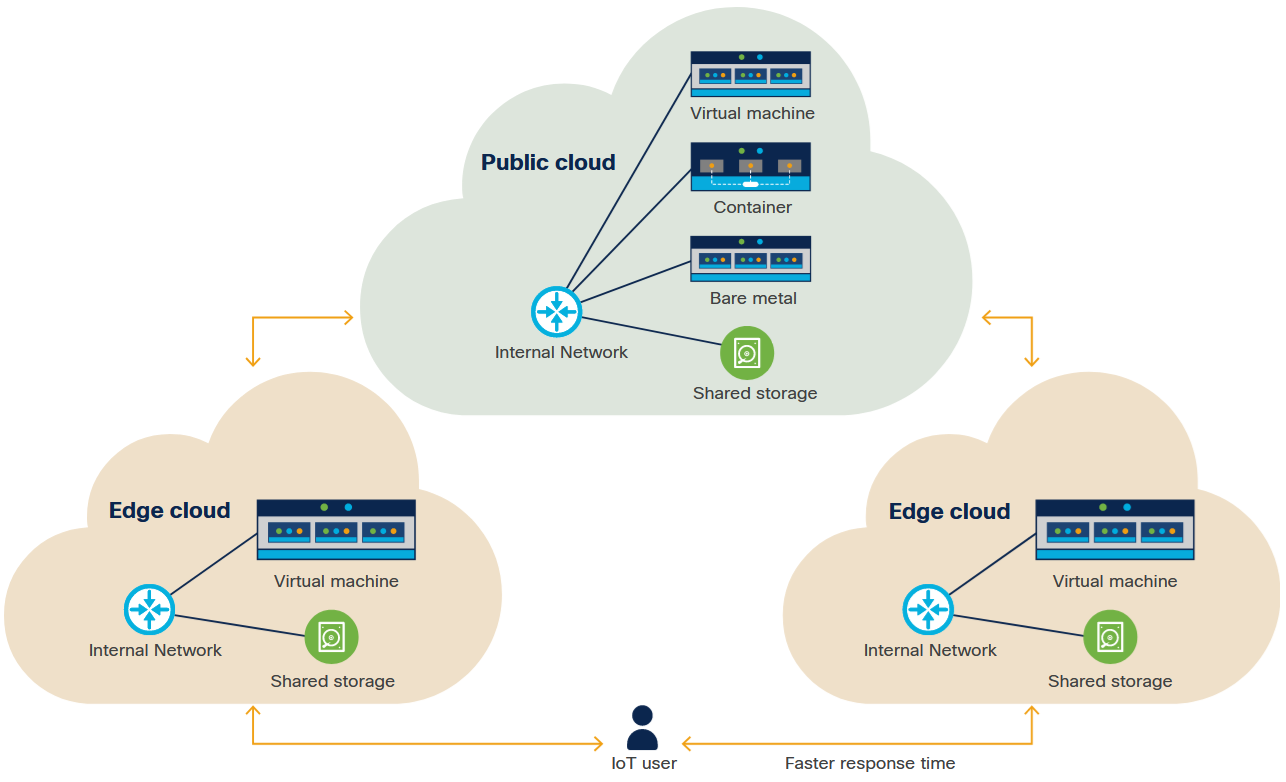 Virtual machine
Public cloud
Container
Bare metal
Internal Network
Shared storage
Edge cloud
Virtual machine
Internal Network
Shared storage
Edge cloud
Virtual machine
Internal Network
Shared storage
IoT user
Faster response time